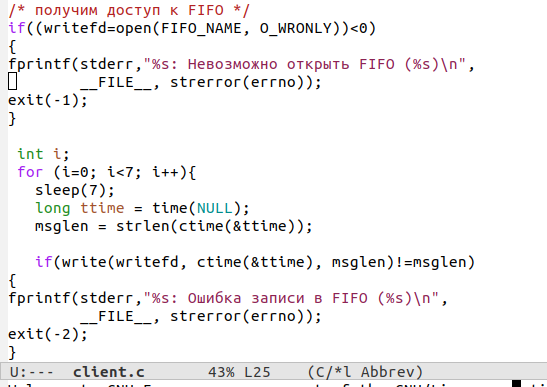 /* получим доступ к FIFO */
if((writefd=open(FIFO_NAME, O_WRONLY))<0)
{
fprintf(stderr,"%s: Невозможно открыть FIFO (%s)\n",
__FILE__, strerror(errno));
exit(-1);
}
int i;
for (i=0; i<7; i++){
sleep(7);
long ttime = time(NULL);
msglen = strlen(ctime(&ttime));
if(write(writefd, ctime(&ttime), msglen)!=msglen)
{
fprintf(stderr,"%s: Ошибка записи в FIFO (%s)\n",
__FILE__, strerror(errno));
exit(-2);
}
U:--- client.c 43% L25 (C/*l Abbrev)